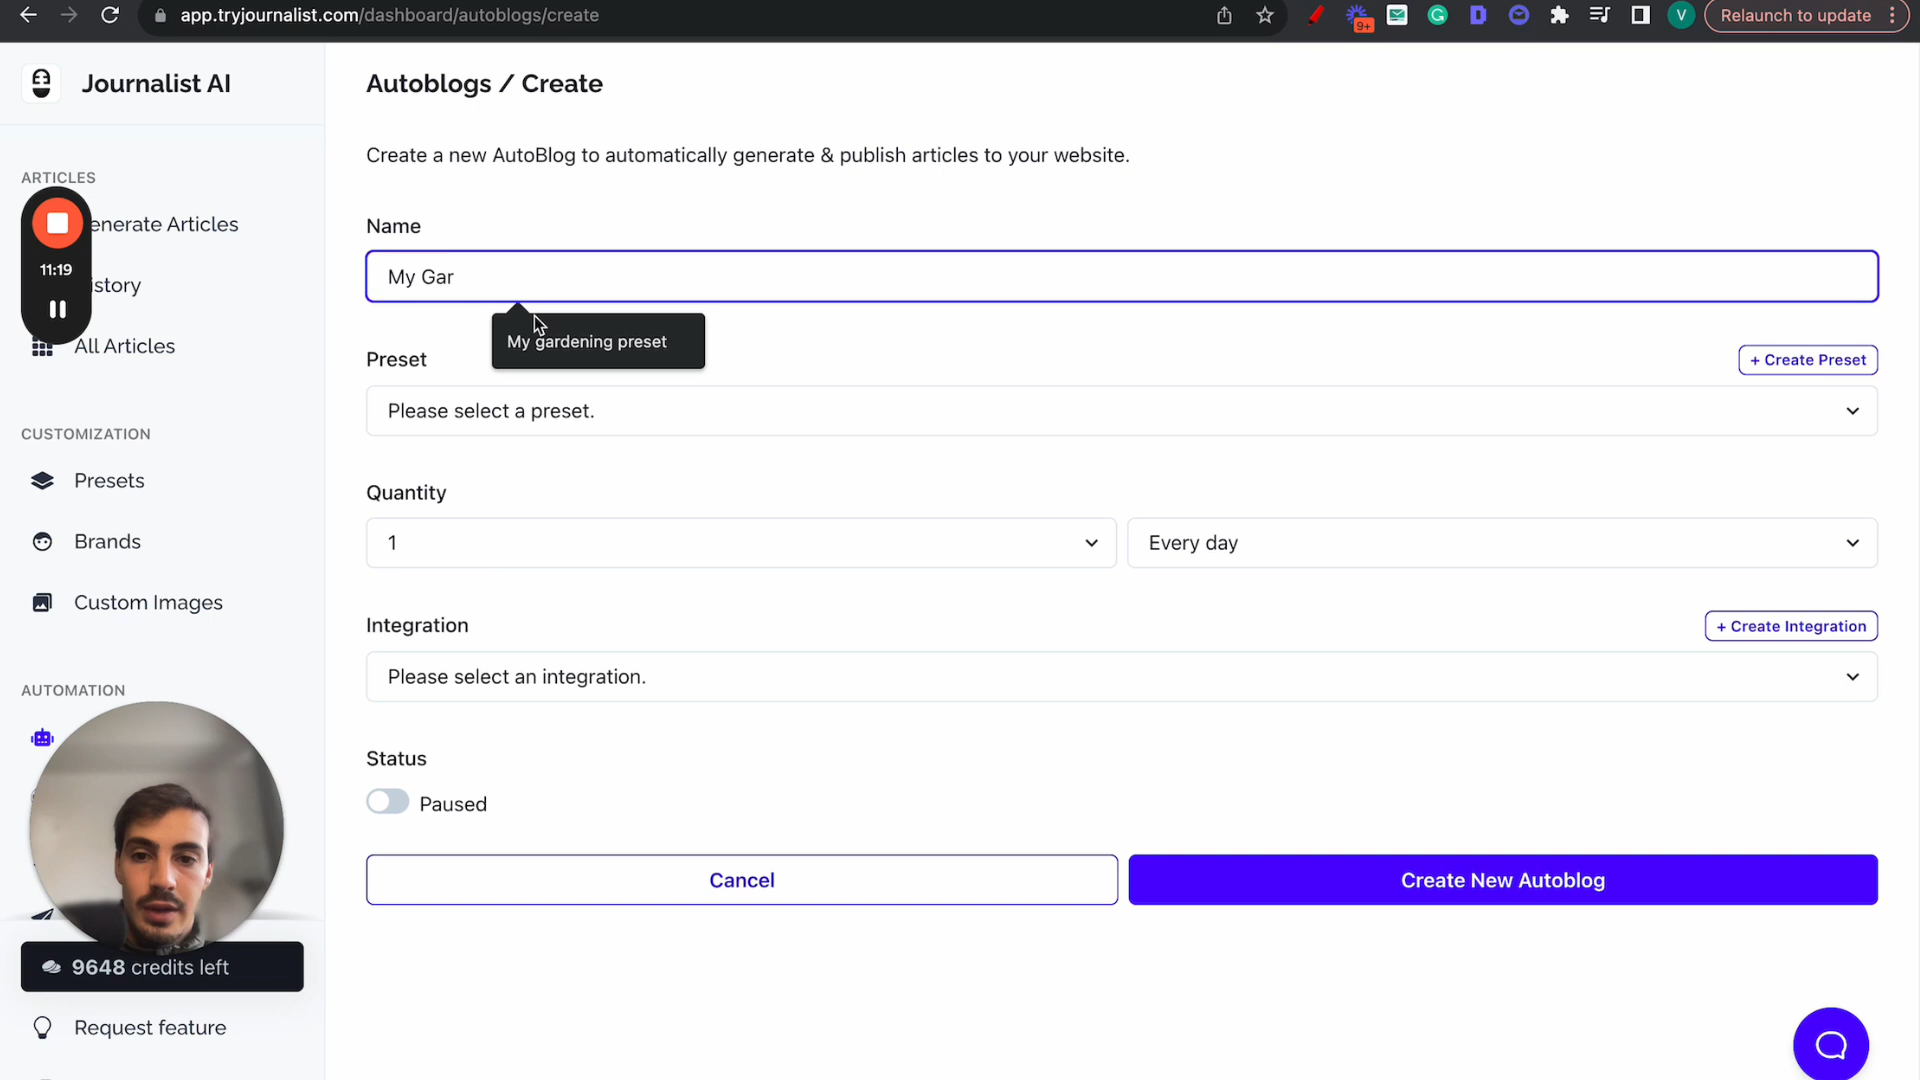 app.tryjournalist.com/dashboard/autoblogs/create
9+
V
Relaunch to update
Journalist AI
Autoblogs / Create
Create a new AutoBlog to automatically generate & publish articles to your website.
ARTICLES
enerate Articles
11:19
istory
All Articles
CUSTOMIZATION
Presets
Brands
Custom Images
AUTOMATION
9648 credits left
Request feature
Name
My Gar
My gardening preset
Preset
+ Create Preset
Please select a preset.
Quantity
1
Every day
Integration
+ Create Integration
Please select an integration.
Status
Paused
Cancel
Create New Autoblog